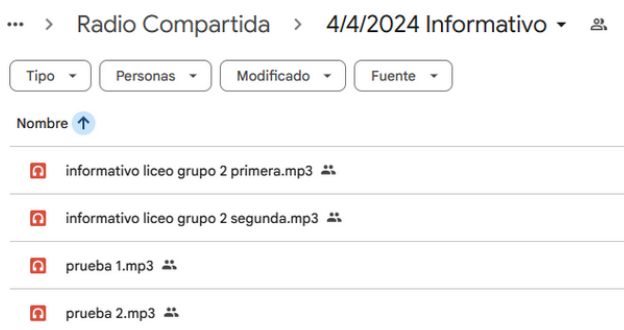 ... > Radio Compartida > 4/4/2024 Informativo
Tipo Personas Modificado Fuente
Nombre
informativo liceo grupo 2 primera.mp3
informativo liceo grupo 2 segunda.mp3
prueba 1.mp3
prueba 2.mp3